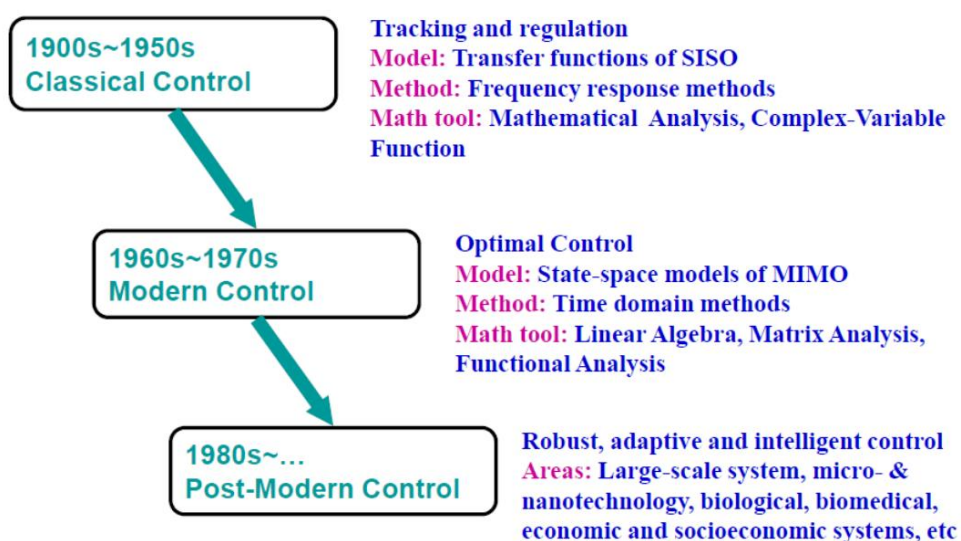 1900s~1950s
Classical Control
Tracking and regulation
Model: Transfer functions of SISO
Method: Frequency response methods
Math tool: Mathematical Analysis, Complex-Variable
Function
1960s~1970s
Modern Control
Optimal Control
Model: State-space models of MIMO
Method: Time domain methods
Math tool: Linear Algebra, Matrix Analysis,
Functional Analysis
1980s~...
Post-Modern Control
Robust, adaptive and intelligent control
Areas: Large-scale system, micro- &
nanotechnology, biological, biomedical,
economic and socioeconomic systems, etc